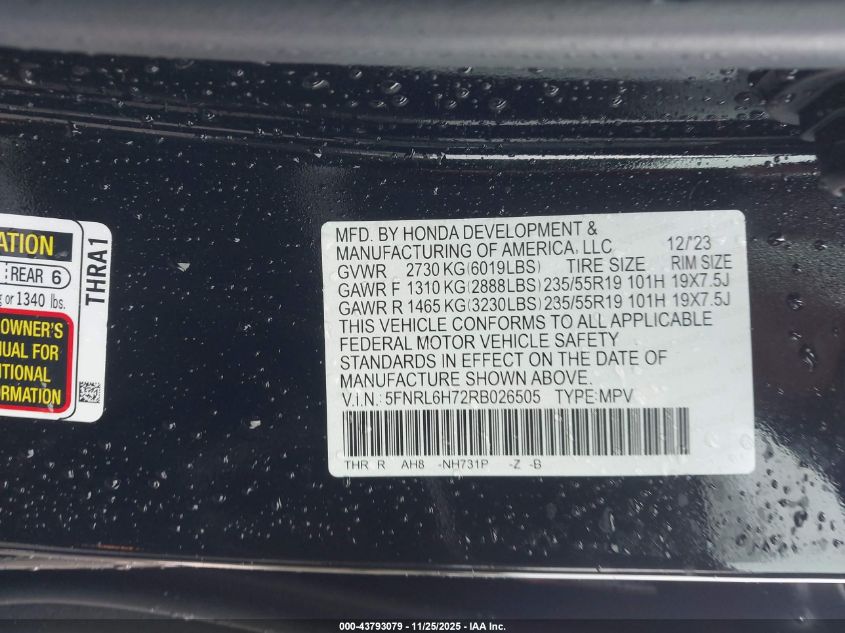 ATION
REAR 6
g or 1340 lbs.
OWNER'S
UAL FOR
ITIONAL
ORMATION
THRA1
MFD. BY HONDA DEVELOPMENT &
MANUFACTURING OF AMERICA, LLC 12/'23
GVWR 2730 KG(6019LBS) TIRE SIZE RIM SIZE
GAWR F 1310 KG(2888LBS) 235/55R19 101H 19X7.5J
GAWR R 1465 KG(3230LBS) 235/55R19 101H 19X7.5J
THIS VEHICLE CONFORMS TO ALL APPLICABLE
FEDERAL MOTOR VEHICLE SAFETY
STANDARDS IN EFFECT ON THE DATE OF
MANUFACTURE SHOWN ABOVE.
V.I.N.: 5FNRL6H72RB026505 TYPE:MPV
THR R AH8 -NH731P -Z -B
000-43793079 - 11/25/2025 - IAA Inc.